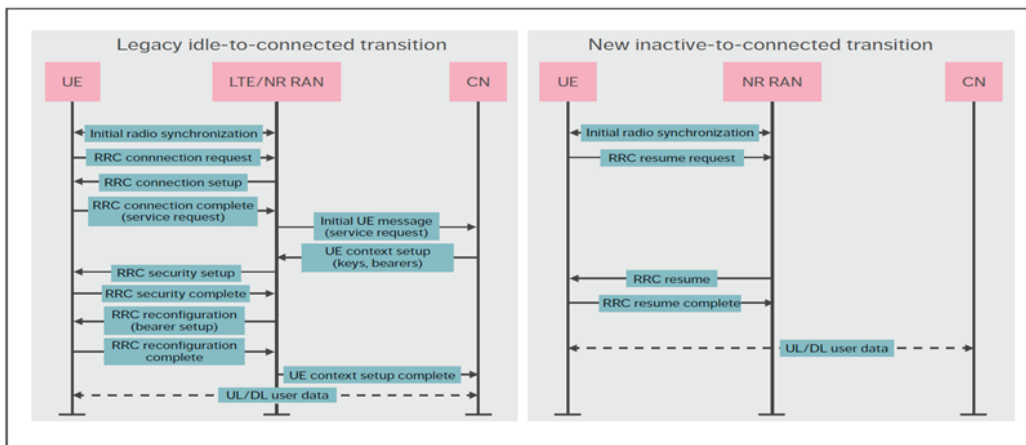 Legacy idle-to-connected transition
UE
LTE/NR RAN
CN
Initial radio synchronization
RRC connnection request
RRC connection setup
RRC connection complete
(service request)
Initial UE message
(service request)
UE context setup
(keys, bearers)
RRC security setup
RRC security complete
RRC reconfiguration
(bearer setup)
RRC reconfiguration
complete
UE context setup complete
UL/DL user data
New inactive-to-connected transition
UE
NR RAN
CN
Initial radio synchronization
RRC resume request
RRC resume
RRC resume complete
UL/DL user data